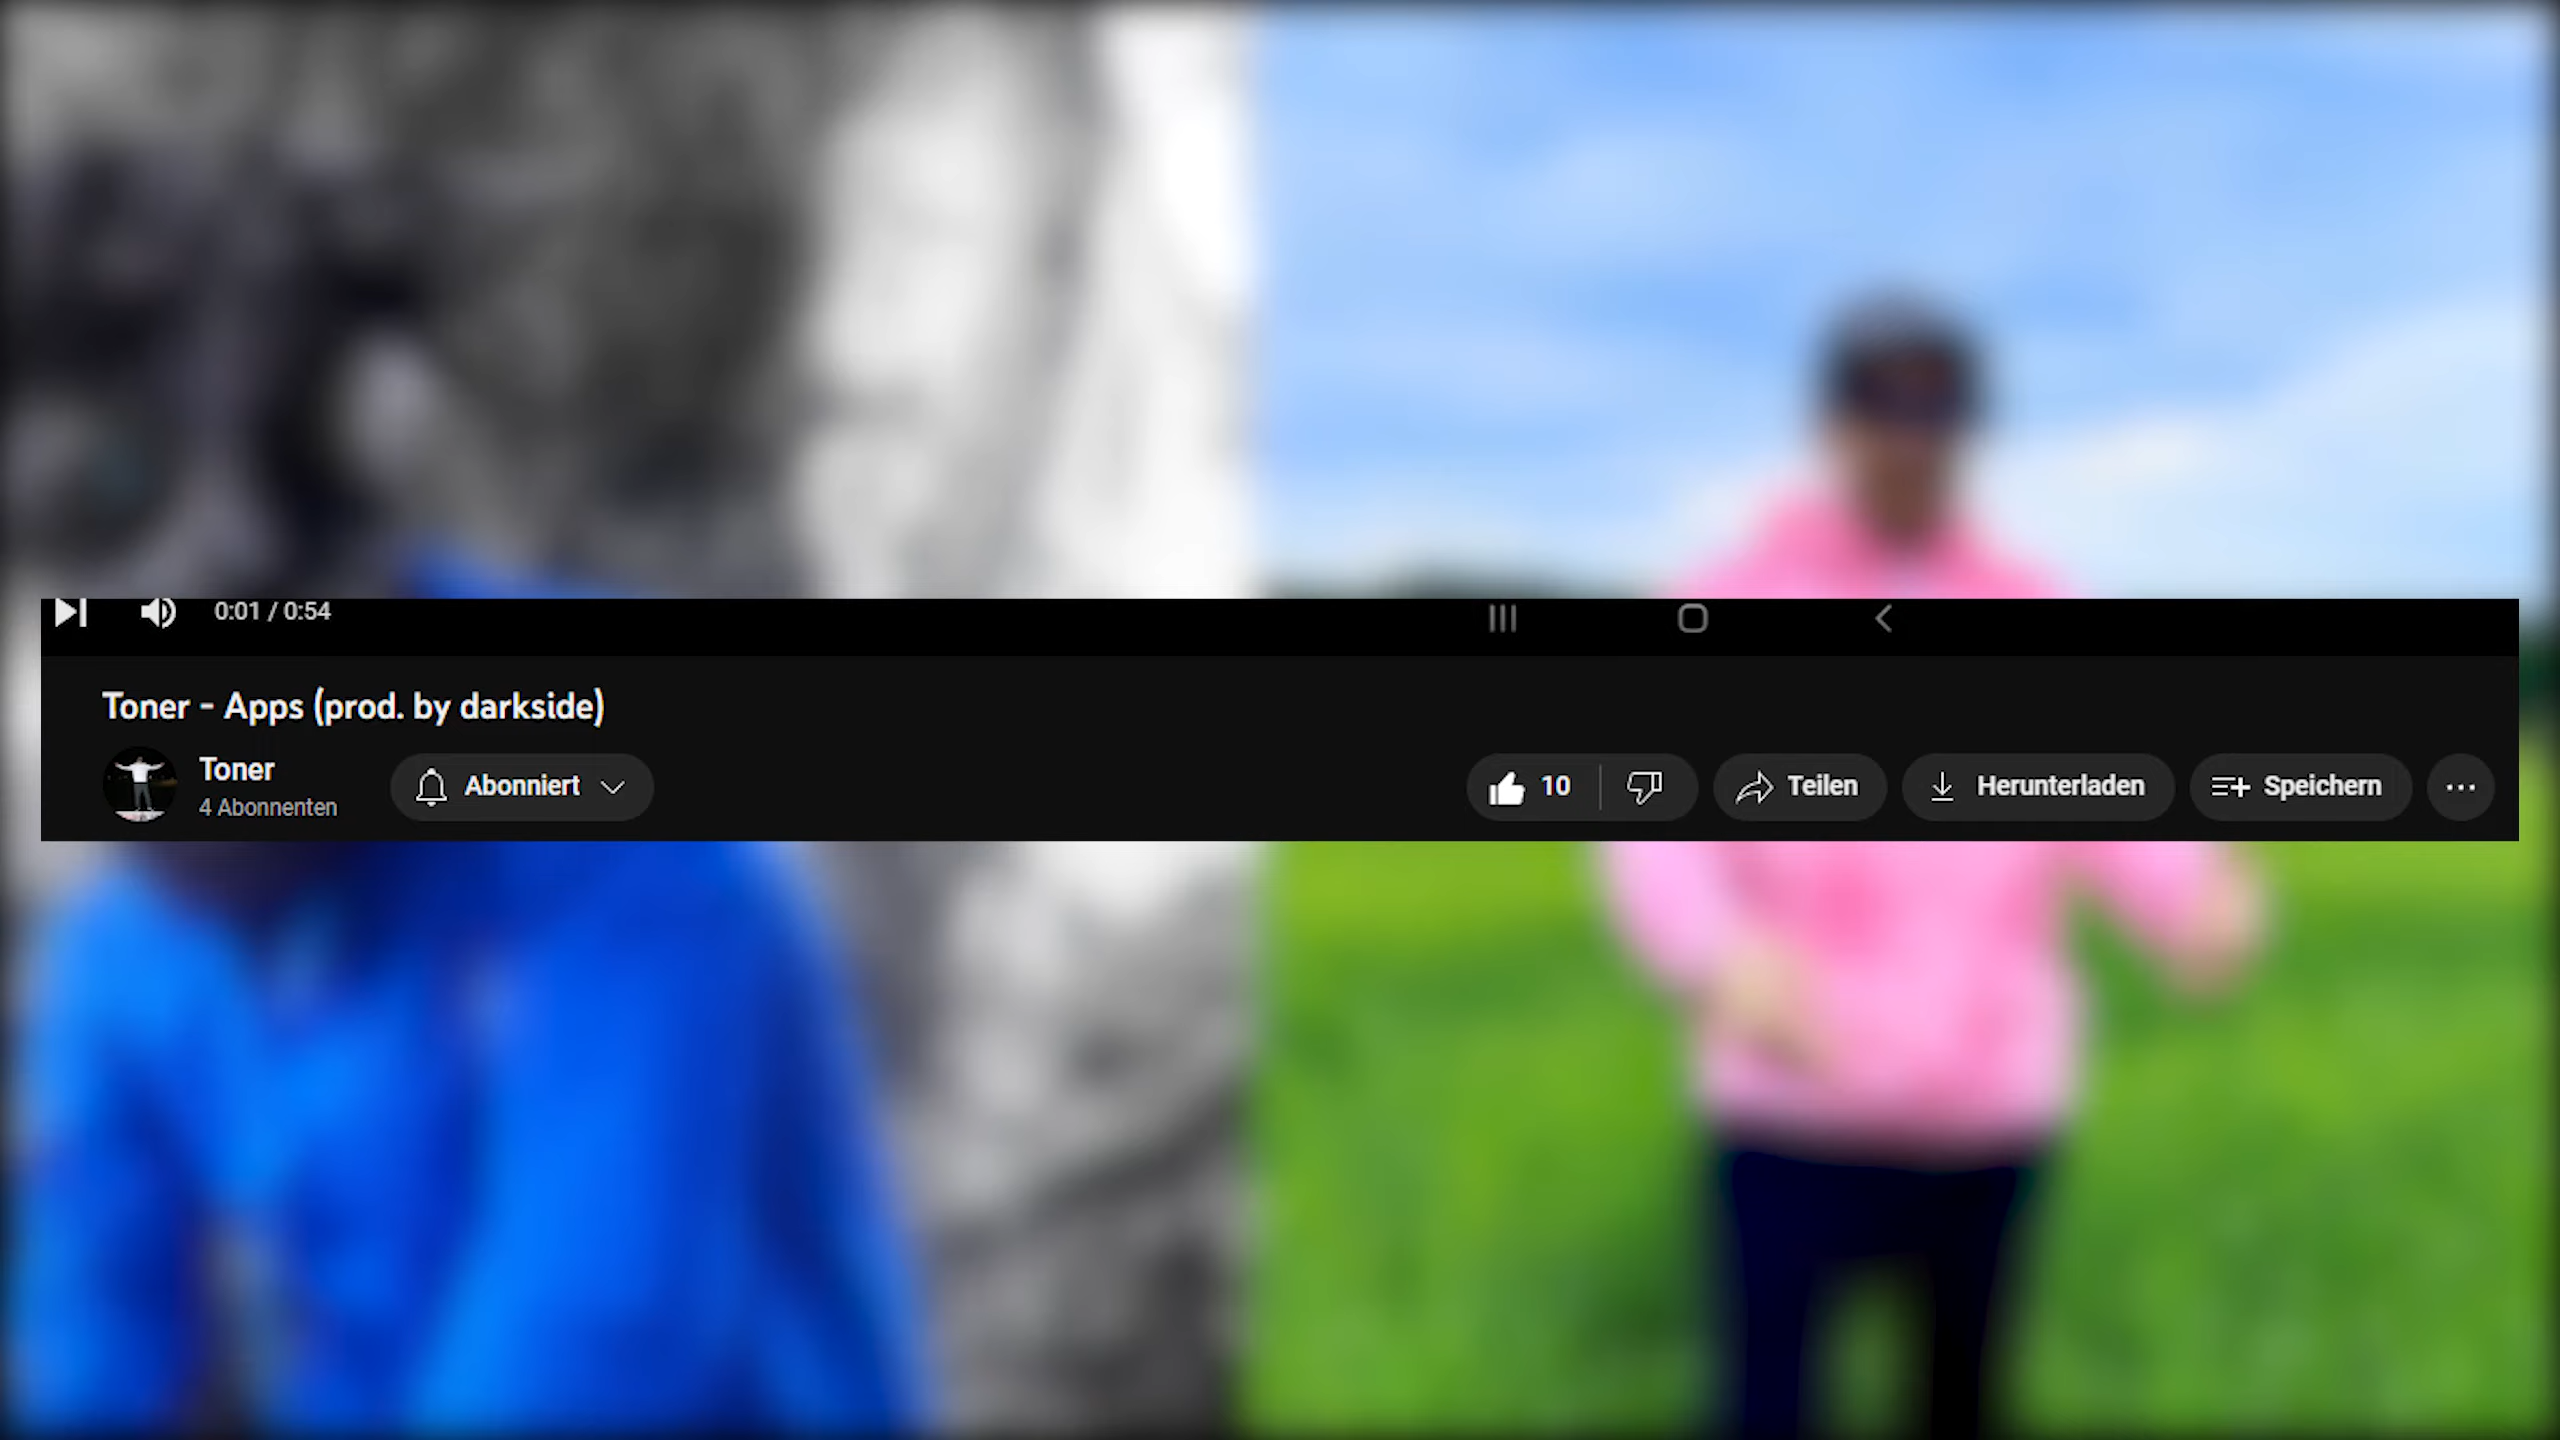 0:01 / 0:54
Toner - Apps (prod. by darkside)
Toner
4 Abonnenten
Abonniert
10
Teilen
Herunterladen
Speichern